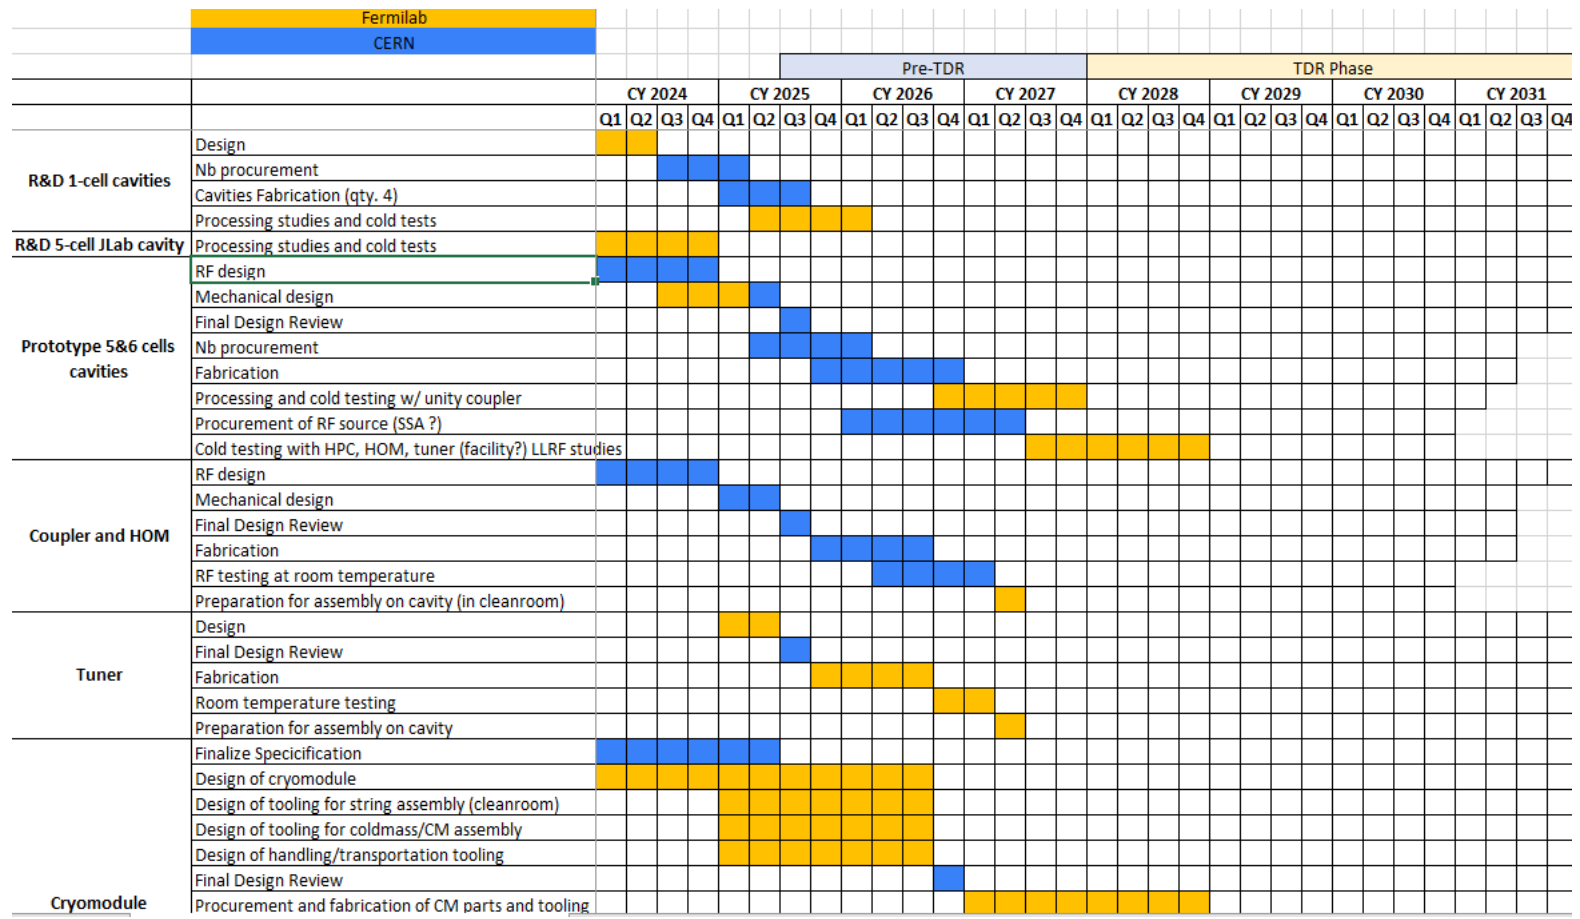 Fermilab
CERN
Pre-TDR TDR Phase
CY 2024 CY 2025 CY 2026 CY 2027 CY 2028 CY 2029 CY 2030 CY 2031
Q1 Q2 Q3 Q4 Q1 Q2 Q3 Q4 Q1 Q2 Q3 Q4 Q1 Q2 Q3 Q4 Q1 Q2 Q3 Q4 Q1 Q2 Q3 Q4 Q1 Q2 Q3 Q4 Q1 Q2 Q3 Q4
R&D 1-cell cavities
Design
Nb procurement
Cavities Fabrication (qty. 4)
Processing studies and cold tests
R&D 5-cell JLab cavity
Processing studies and cold tests
Prototype 5&6 cells
cavities
RF design
Mechanical design
Final Design Review
Nb procurement
Fabrication
Processing and cold testing w/ unity coupler
Procurement of RF source (SSA ?)
Cold testing with HPC, HOM, tuner (facility?) LLRF studies
Coupler and HOM
RF design
Mechanical design
Final Design Review
Fabrication
RF testing at room temperature
Preparation for assembly on cavity (in cleanroom)
Tuner
Design
Final Design Review
Fabrication
Room temperature testing
Preparation for assembly on cavity
Cryomodule
Finalize Specicification
Design of cryomodule
Design of tooling for string assembly (cleanroom)
Design of tooling for coldmass/CM assembly
Design of handling/transportation tooling
Final Design Review
Procurement and fabrication of CM parts and tooling